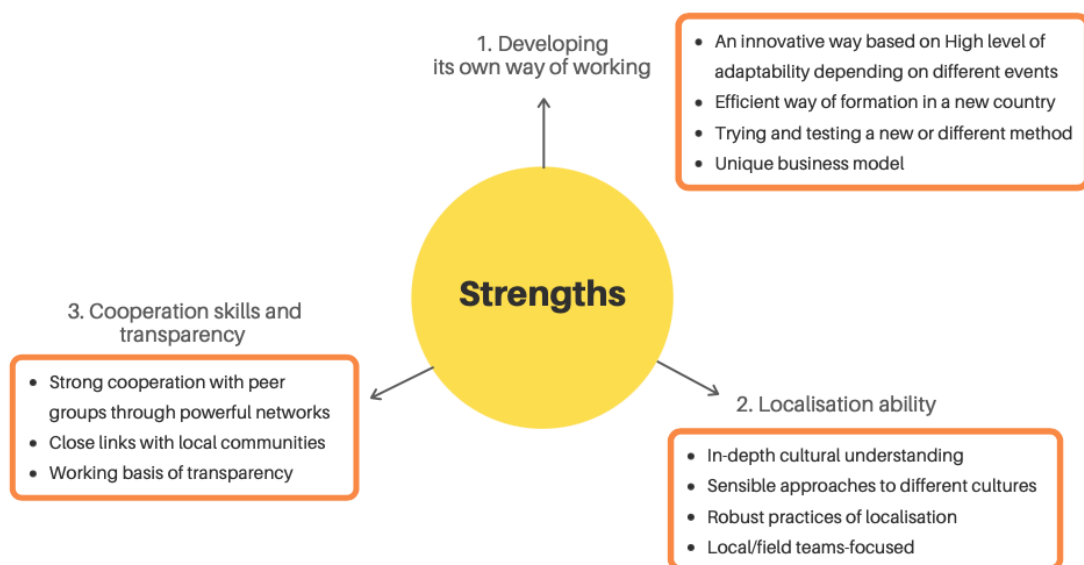 1. Developing
its own way of working
• An innovative way based on High level of
adaptability depending on different events
• Efficient way of formation in a new country
• Trying and testing a new or different method
• Unique business model
Strengths
3. Cooperation skills and
transparency
• Strong cooperation with peer
groups through powerful networks
• Close links with local communities
• Working basis of transparency
2. Localisation ability
• In-depth cultural understanding
• Sensible approaches to different cultures
• Robust practices of localisation
• Local/field teams-focused